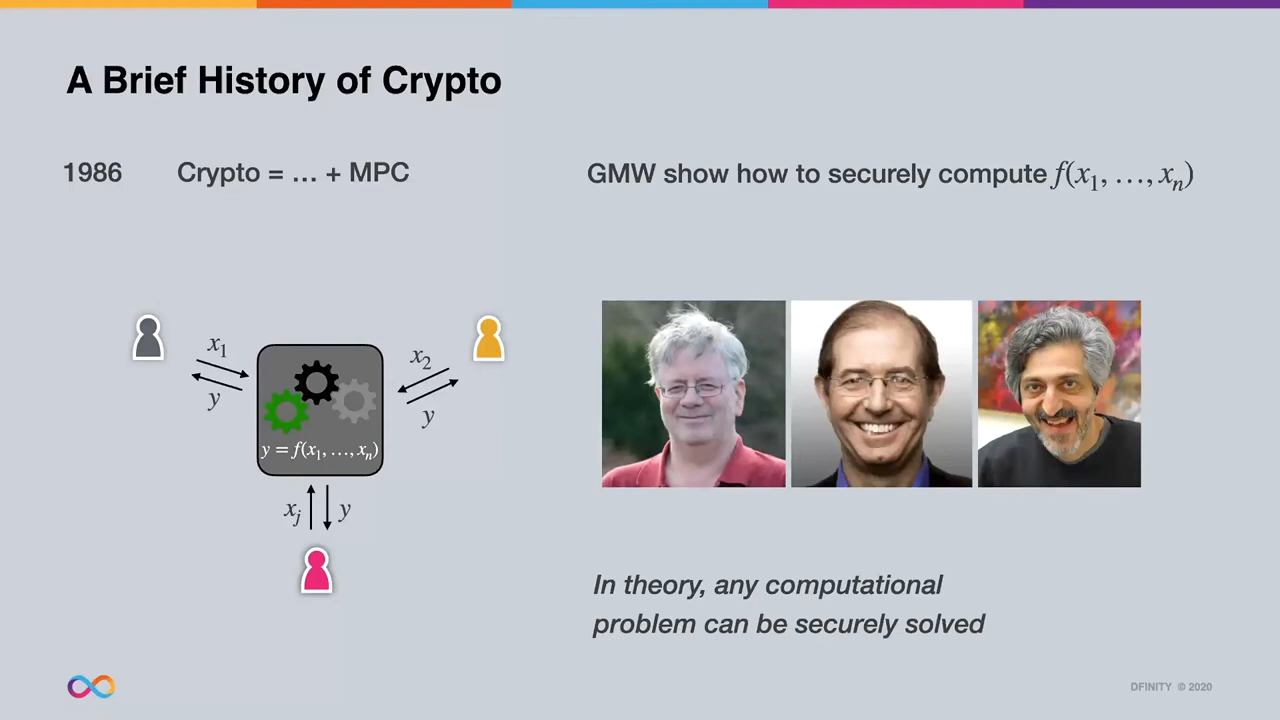 A Brief History of Crypto
1986 Crypto = … + MPC
GMW show how to securely compute f(x₁, …, xₙ)
x₁
y
x₂
y
y = f(x₁, …, xₙ)
xⱼ
y
In theory, any computational
problem can be securely solved
DFINITY © 2020